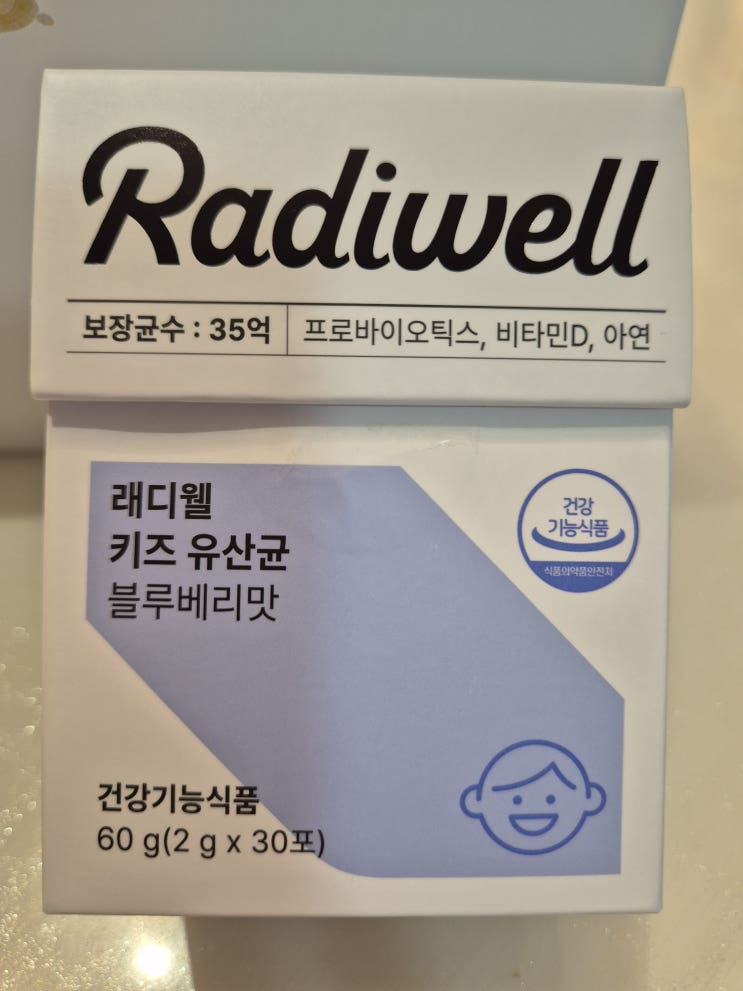 Radiwell
보장균수 : 35억
프로바이오틱스, 비타민D, 아연
래디웰
키즈 유산균
블루베리맛
건강
기능식품
식품의약품안전처
건강기능식품
60 g(2 g x 30포)